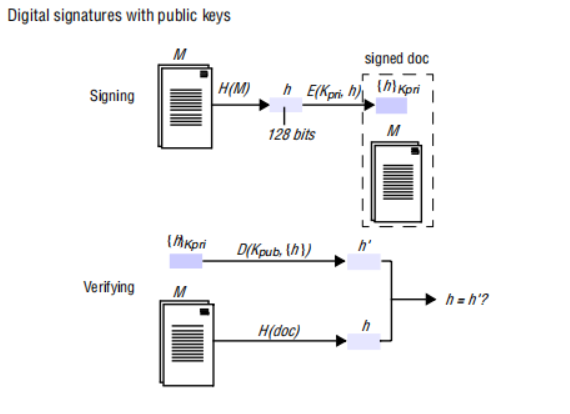 Digital signatures with public keys
signed doc
M
Signing
H(M)
h
E(Kpri, h)
{h}Kpri
128 bits
M
{h}Kpri
D(Kpub, {h})
h'
Verifying
M
h = h'?
H(doc)
h